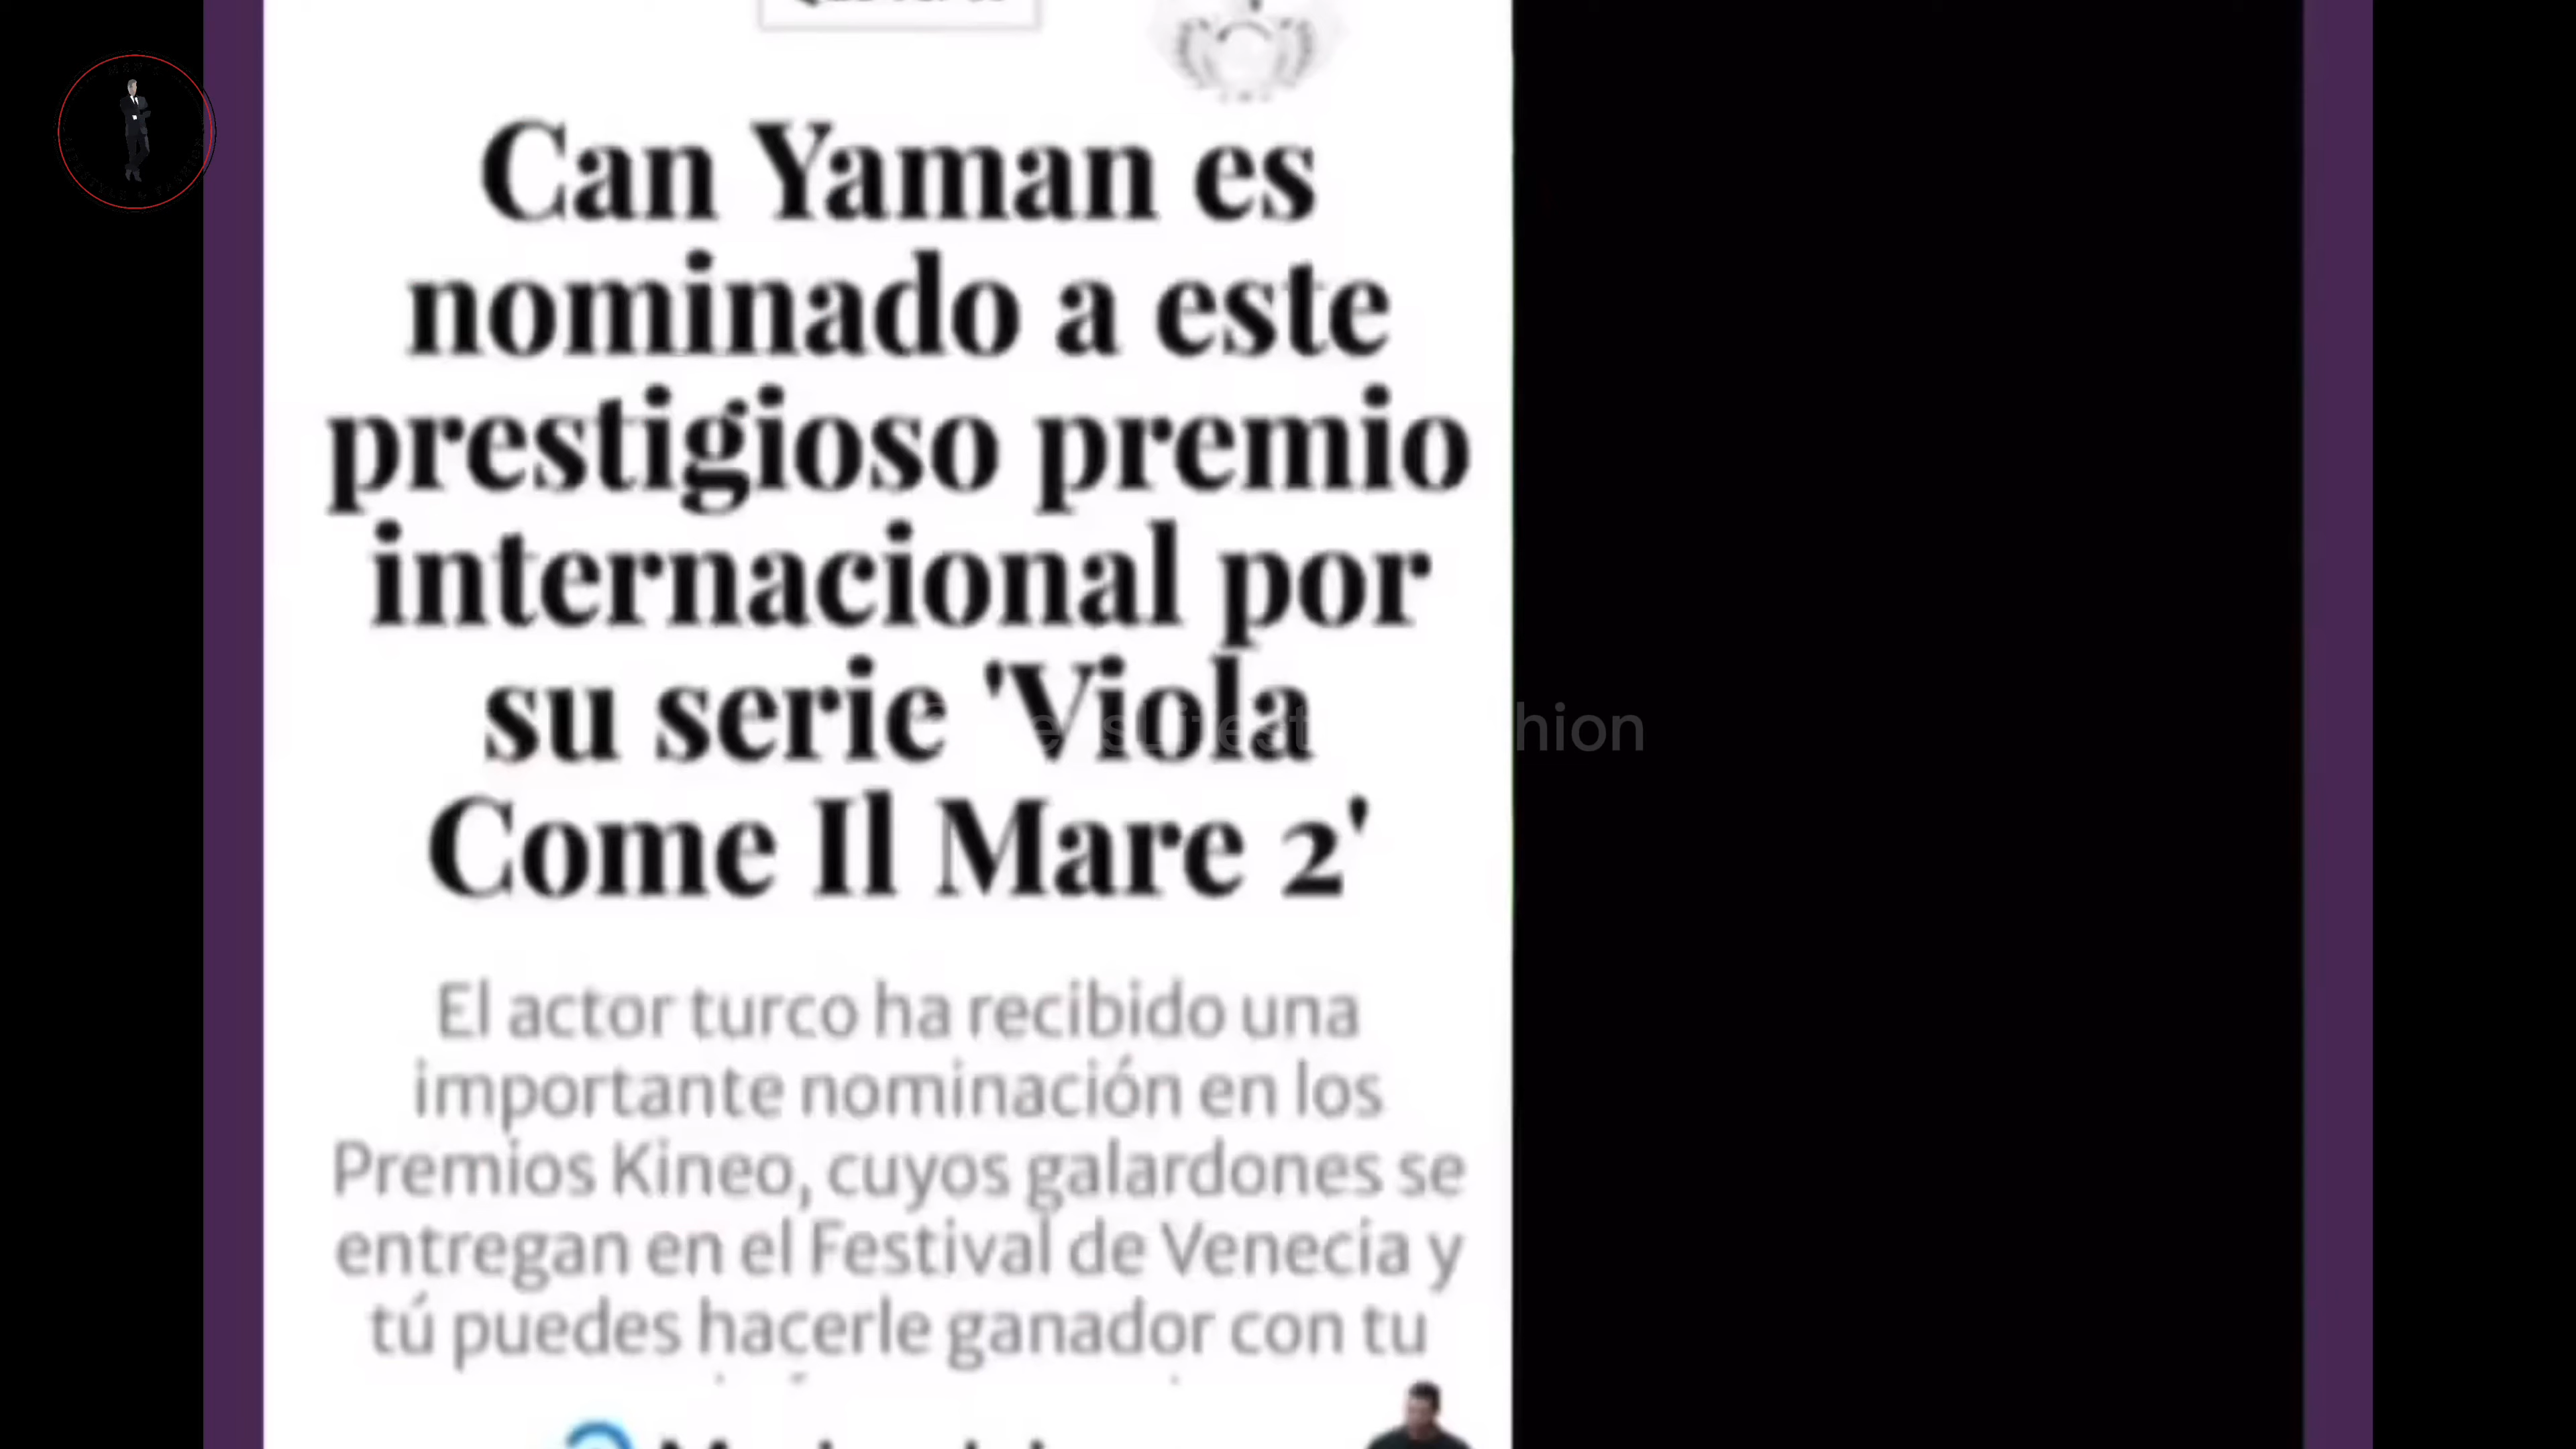 Can Yaman es
nominado a este
prestigioso premio
internacional por
su serie 'Viola
Come Il Mare 2'
El actor turco ha recibido una
importante nominación en los
Premios Kineo, cuyos galardones se
entregan en el Festival de Venecia y
tú puedes hacerle ganador con tu